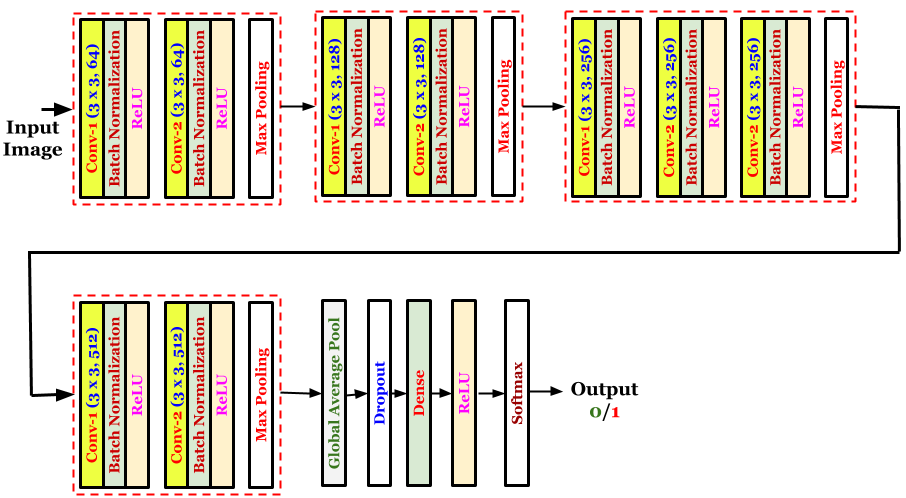 Input
Image
Conv-1 (3 x 3, 64)
Batch Normalization
ReLU
Conv-2 (3 x 3, 64)
Batch Normalization
ReLU
Max Pooling
Conv-1 (3 x 3, 128)
Batch Normalization
ReLU
Conv-2 (3 x 3, 128)
Batch Normalization
ReLU
Max Pooling
Conv-1 (3 x 3, 256)
Batch Normalization
ReLU
Conv-2 (3 x 3, 256)
Batch Normalization
ReLU
Conv-2 (3 x 3, 256)
Batch Normalization
ReLU
Max Pooling
Conv-1 (3 x 3, 512)
Batch Normalization
ReLU
Conv-2 (3 x 3, 512)
Batch Normalization
ReLU
Max Pooling
Global Average Pool
Dropout
Dense
ReLU
Softmax
Output
0/1